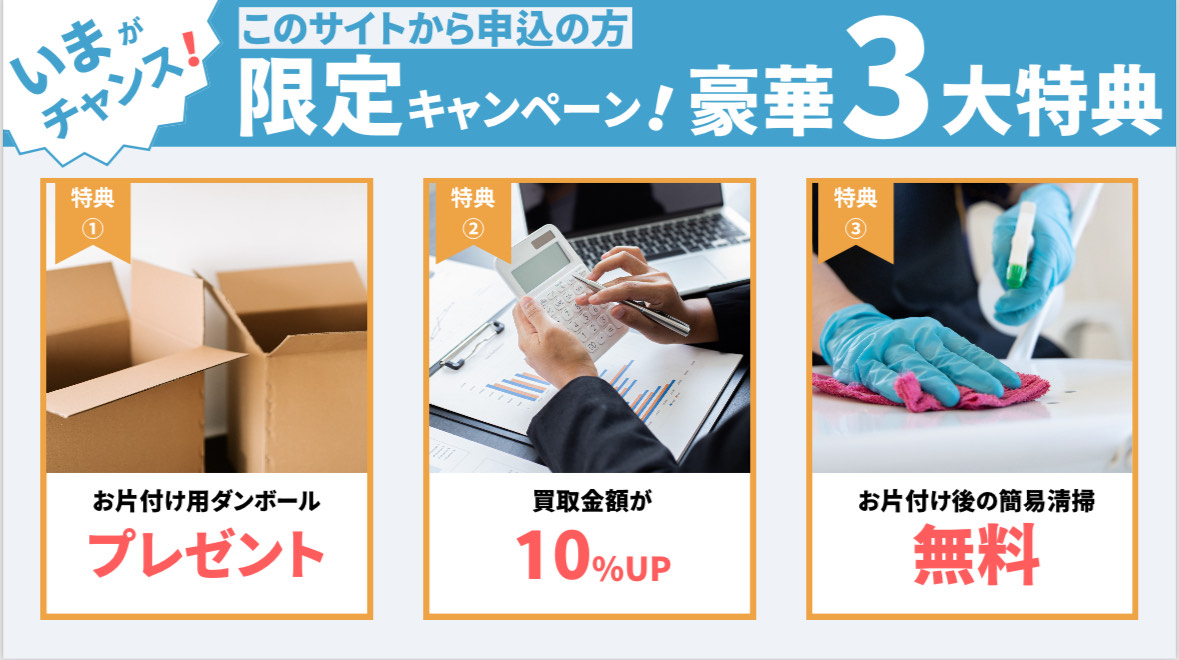 いまが
チャンス!
このサイトから申込の方
限定キャンペーン!豪華3大特典
特典
①
お片付け用ダンボール
プレゼント
特典
②
買取金額が
10%UP
特典
③
お片付け後の簡易清掃
無料